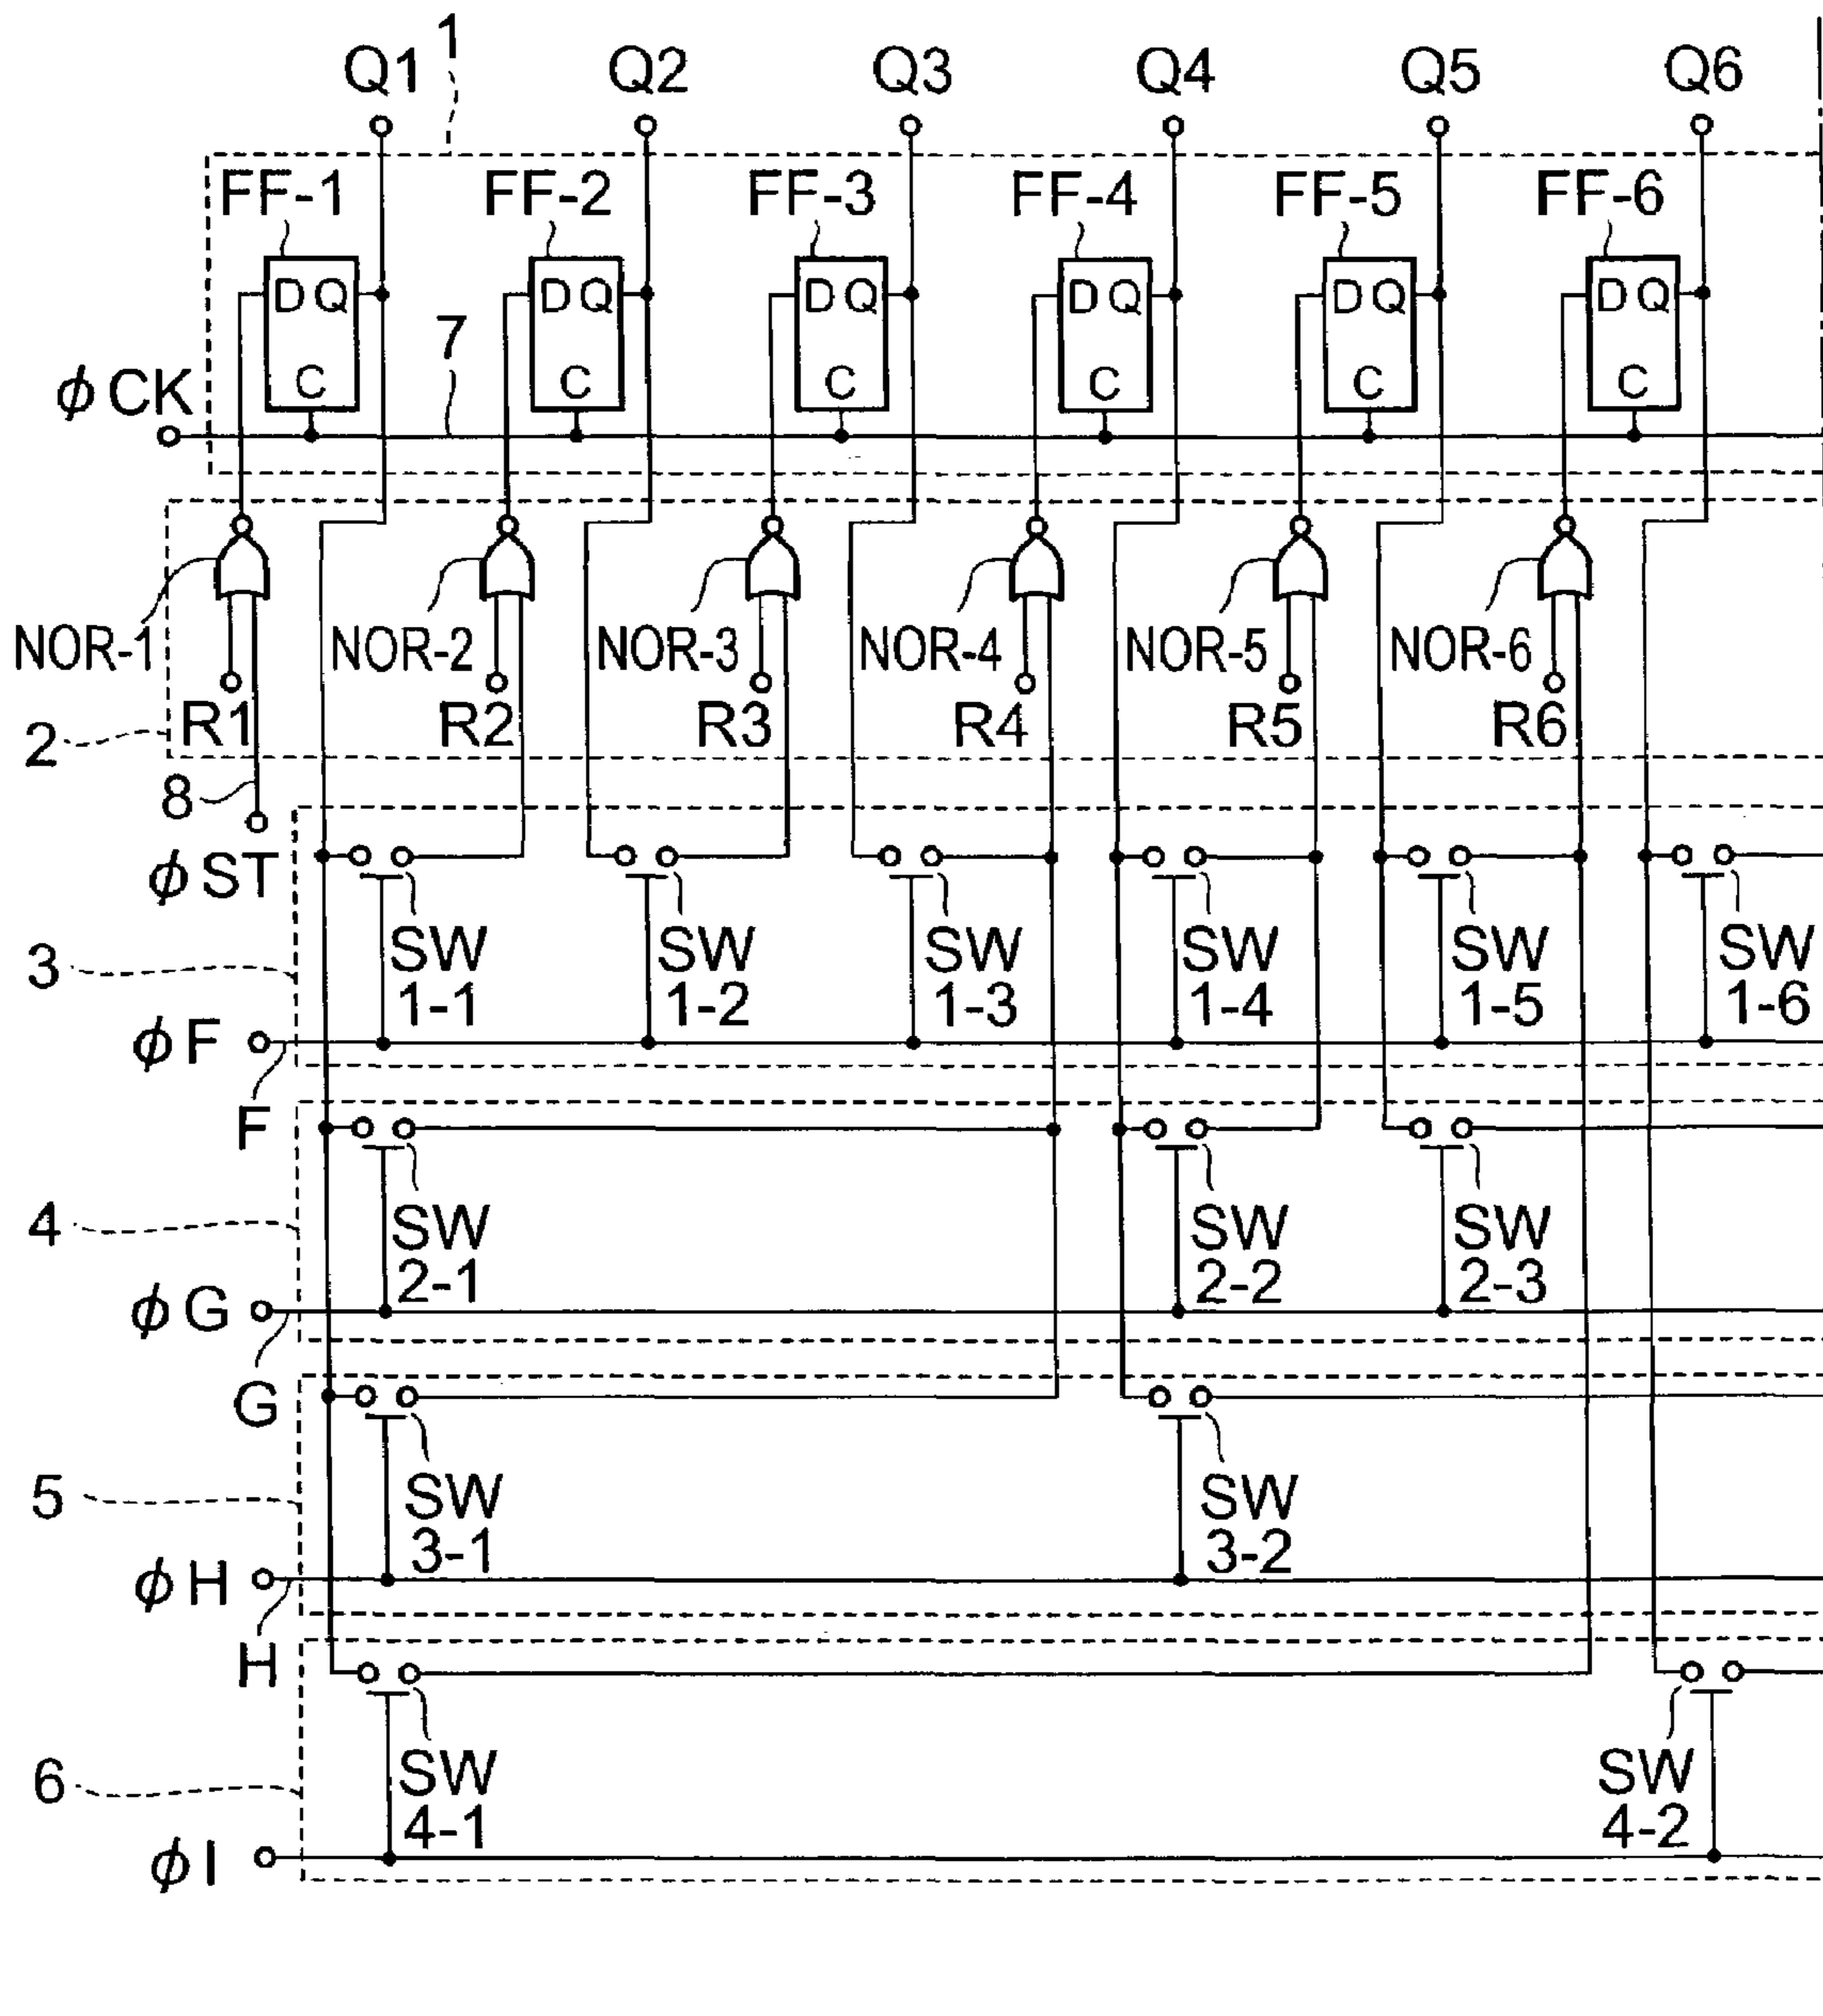 1
Q1 Q2 Q3 Q4 Q5 Q6
FF-1 FF-2 FF-3 FF-4 FF-5 FF-6
D Q D Q D Q D Q D Q D Q
7
C C C C C C
φCK
NOR-1 NOR-2 NOR-3 NOR-4 NOR-5 NOR-6
R1 R2 R3 R4 R5 R6
2
8
φST
SW 1-1 SW 1-2 SW 1-3 SW 1-4 SW 1-5 SW 1-6
3
φF
F
SW 2-1 SW 2-2 SW 2-3
4
φG
G
SW 3-1 SW 3-2
5
φH
H
SW 4-1 SW 4-2
6
φI